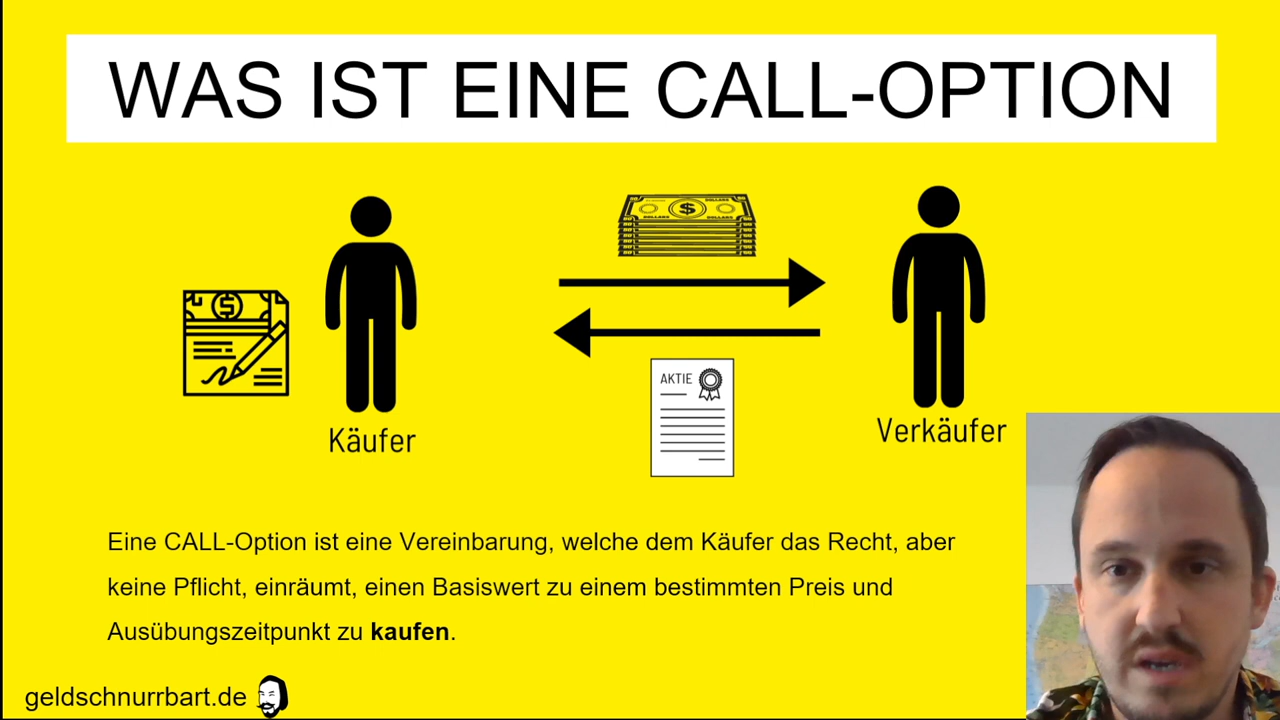 WAS IST EINE CALL-OPTION
Käufer
AKTIE
Verkäufer
Eine CALL-Option ist eine Vereinbarung, welche dem Käufer das Recht, aber
keine Pflicht, einräumt, einen Basiswert zu einem bestimmten Preis und
Ausübungszeitpunkt zu kaufen.
geldschnurrbart.de